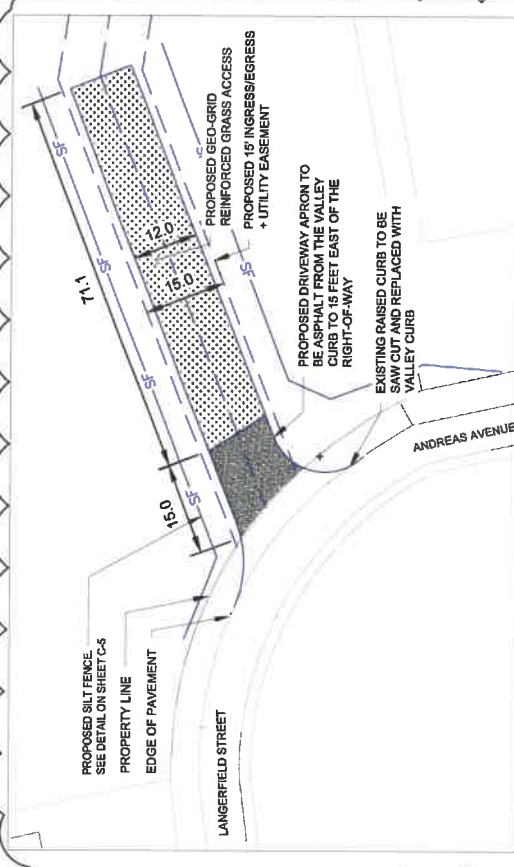 PROPOSED SILT FENCE.
SEE DETAIL ON SHEET C-5
PROPERTY LINE
EDGE OF PAVEMENT
LANGERFIELD STREET
15.0
71.1
SF
SF
SF
SF
SF
12.0
15.0
SF
SF
PROPOSED GEO-GRID
REINFORCED GRASS ACCESS
PROPOSED 15' INGRESS/EGRESS
+ UTILITY EASEMENT
PROPOSED DRIVEWAY APRON TO
BE ASPHALT FROM THE VALLEY
CURB TO 15 FEET EAST OF THE
RIGHT-OF-WAY
EXISTING RAISED CURB TO BE
SAW CUT AND REPLACED WITH
VALLEY CURB
ANDREAS AVENUE